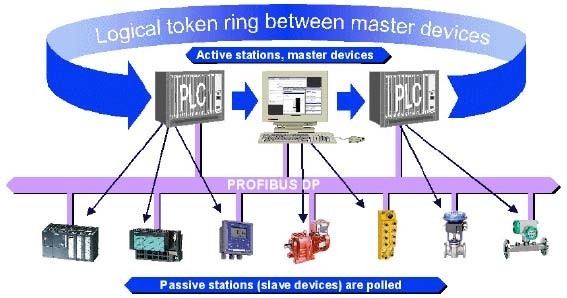 Logical token ring between master devices
Active stations, master devices
PLC
PLC
PROFIBUS DP
Passive stations (slave devices) are polled